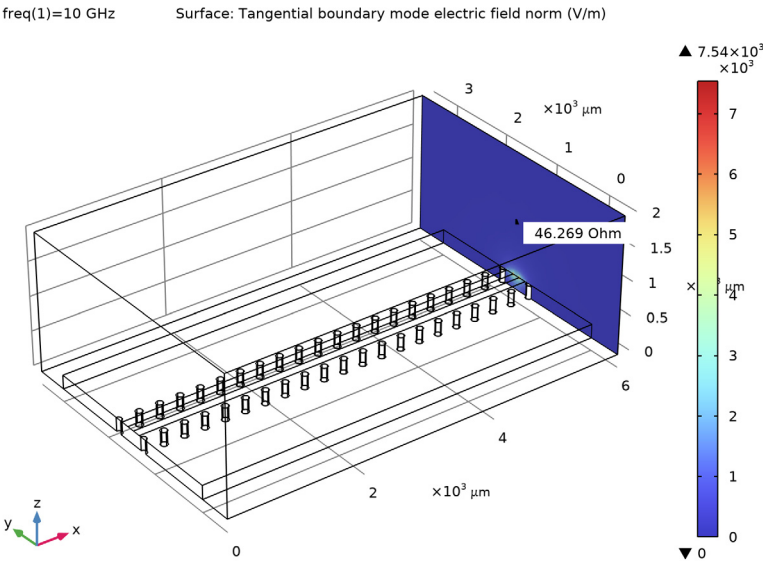 freq(1)=10 GHz
Surface: Tangential boundary mode electric field norm (V/m)
▲ 7.54×10³
×10³
3
×10³ µm
2
1
0
7
6
5
4
3
2
1
0
▼ 0
46.269 Ohm
2
1.5
1
0.5
0
µm
6
4
2
×10³ µm
0
z
y
x